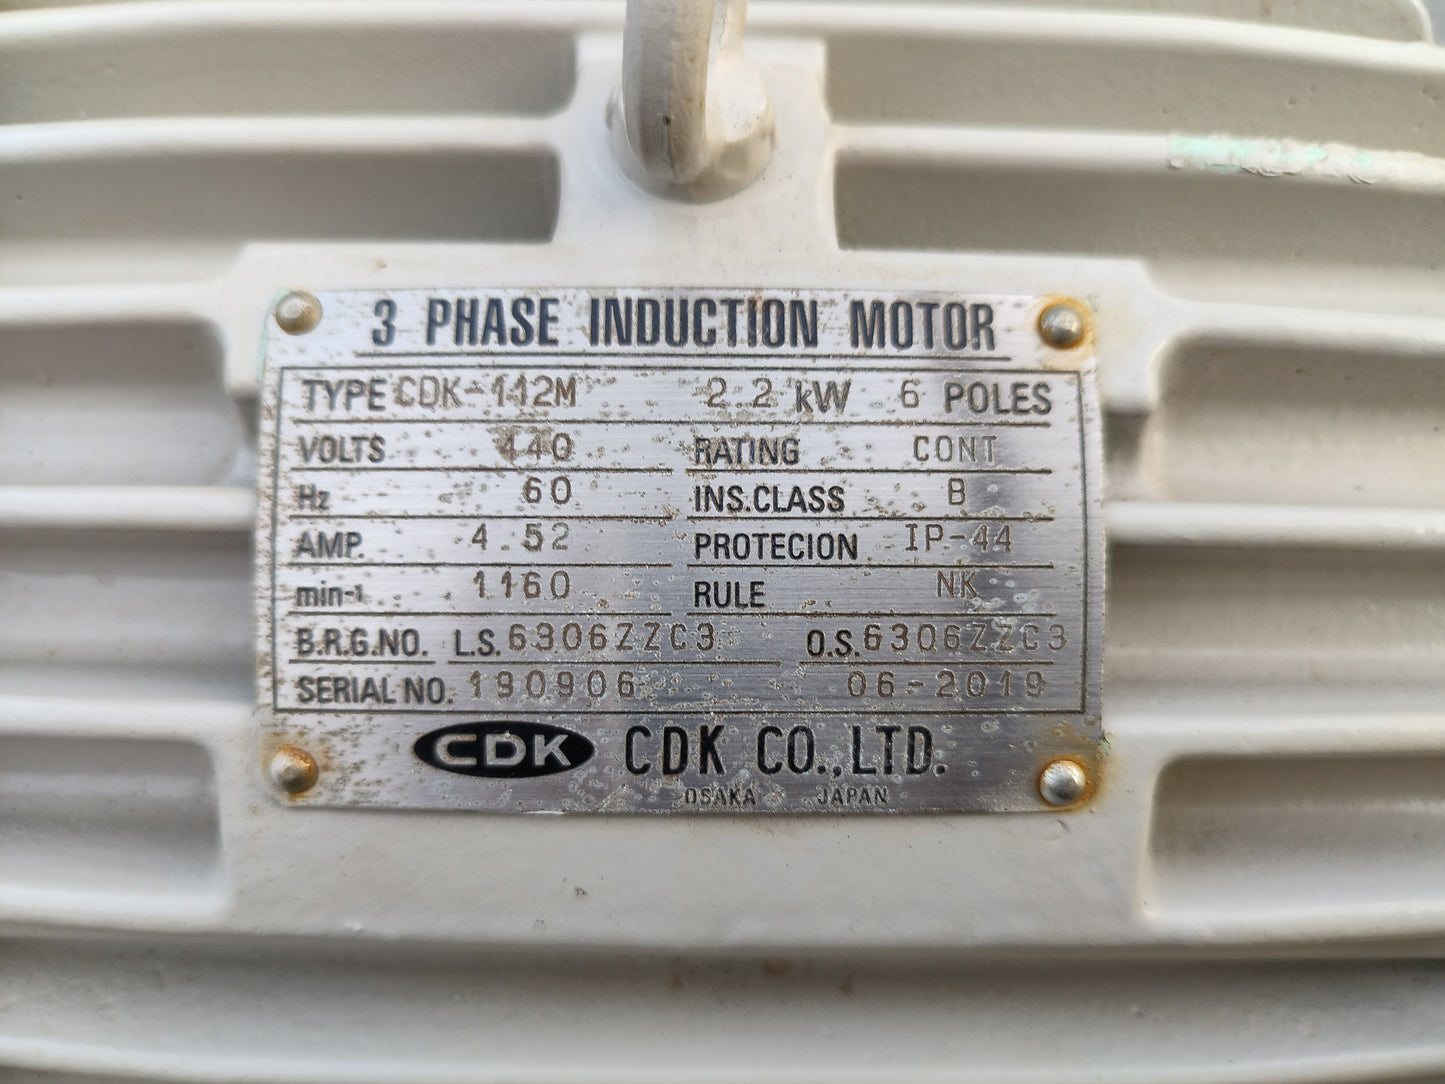 3 PHASE INDUCTION MOTOR
TYPE CDK-112M 2.2 kW 6 POLES
VOLTS 440 RATING CONT
Hz 60 INS.CLASS B
AMP. 4.52 PROTECION IP-44
min-1 1160 RULE NK
B.R.G.NO. L.S. 6306ZZC3 O.S. 6306ZZC3
SERIAL NO. 190906 06-2019
CDK CDK CO.,LTD.
OSAKA JAPAN